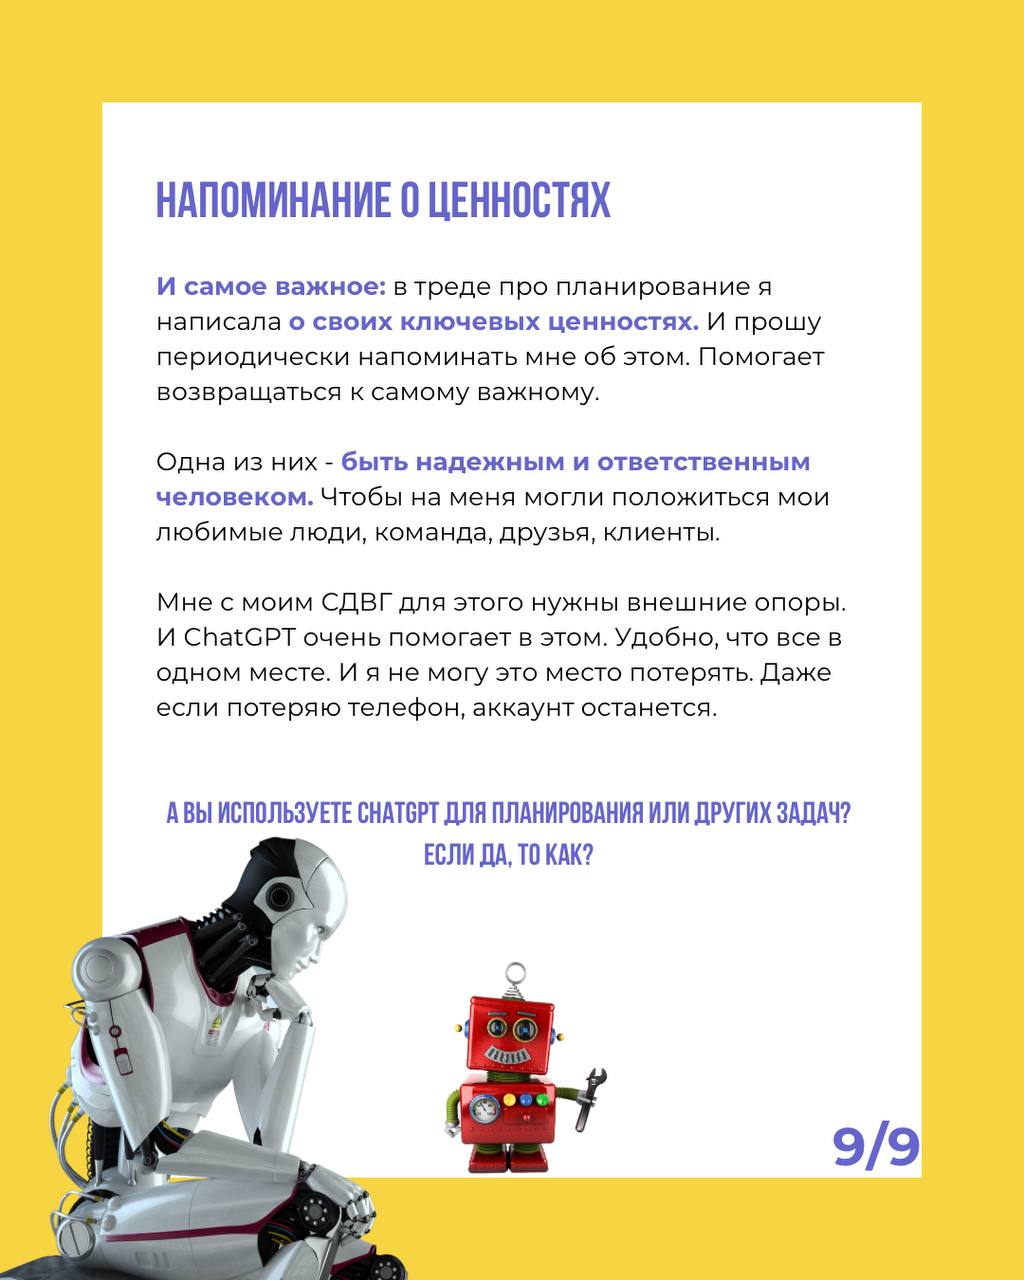 НАПОМИНАНИЕ О ЦЕННОСТЯХ
И самое важное: в треде про планирование я
написала о своих ключевых ценностях. И прошу
периодически напоминать мне об этом. Помогает
возвращаться к самому важному.
Одна из них - быть надежным и ответственным
человеком. Чтобы на меня могли положиться мои
любимые люди, команда, друзья, клиенты.
Мне с моим СДВГ для этого нужны внешние опоры.
И ChatGPT очень помогает в этом. Удобно, что все в
одном месте. И я не могу это место потерять. Даже
если потеряю телефон, аккаунт останется.
А ВЫ ИСПОЛЬЗУЕТЕ CHATGPT ДЛЯ ПЛАНИРОВАНИЯ ИЛИ ДРУГИХ ЗАДАЧ?
ЕСЛИ ДА, ТО КАК?
9/9